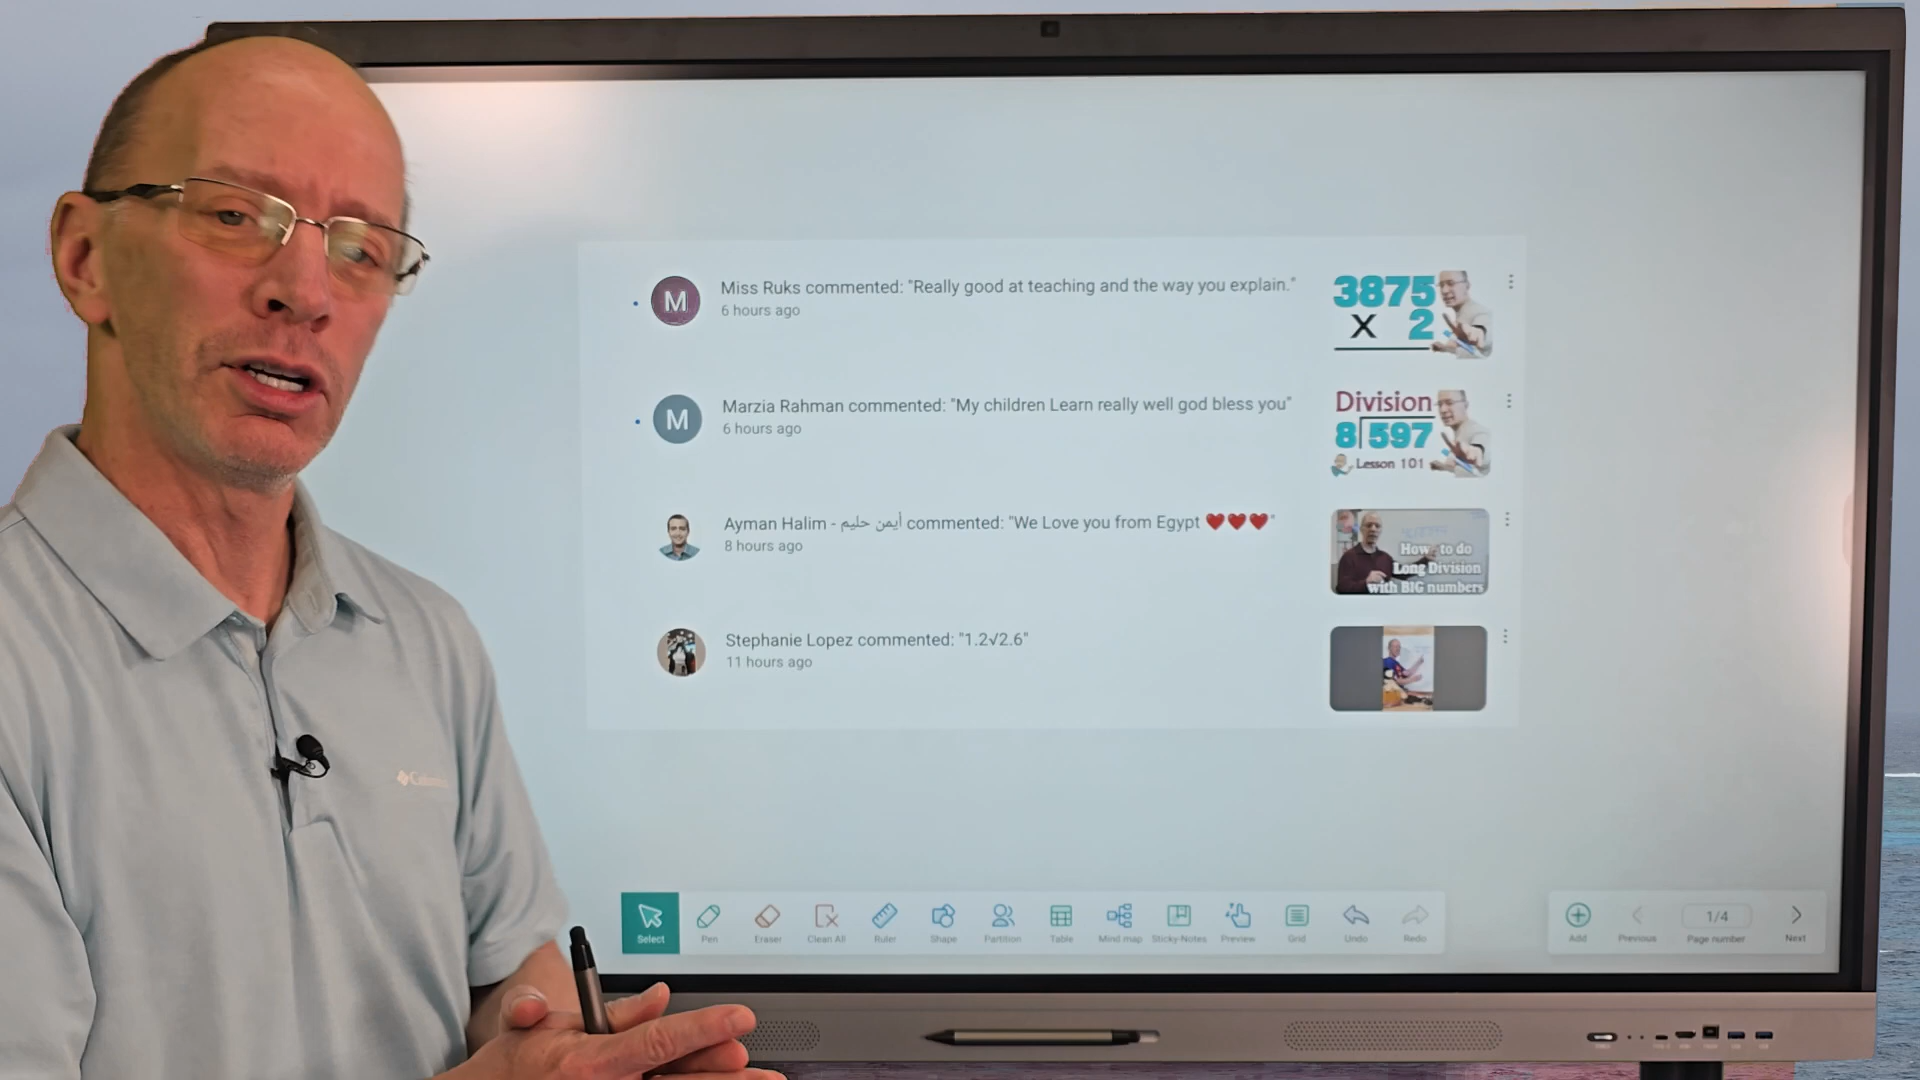 Miss Ruks commented: "Really good at teaching and the way you explain."
6 hours ago
3875
X 2
M
Marzia Rahman commented: "My children Learn really well god bless you"
6 hours ago
M
Division
8 597
Lesson 101
Ayman Halim - أيمن حليم commented: "We Love you from Egypt ❤️❤️❤️"
8 hours ago
How to do
Long Division
with BIG numbers
Stephanie Lopez commented: "1.2√2.6"
11 hours ago
Columbia
Select
Pen
Eraser
Clean All
Ruler
Shape
Partition
Table
Mind map
Sticky-Notes
Preview
Grid
Undo
Redo
Add
Previous
1/4
Page number
Next